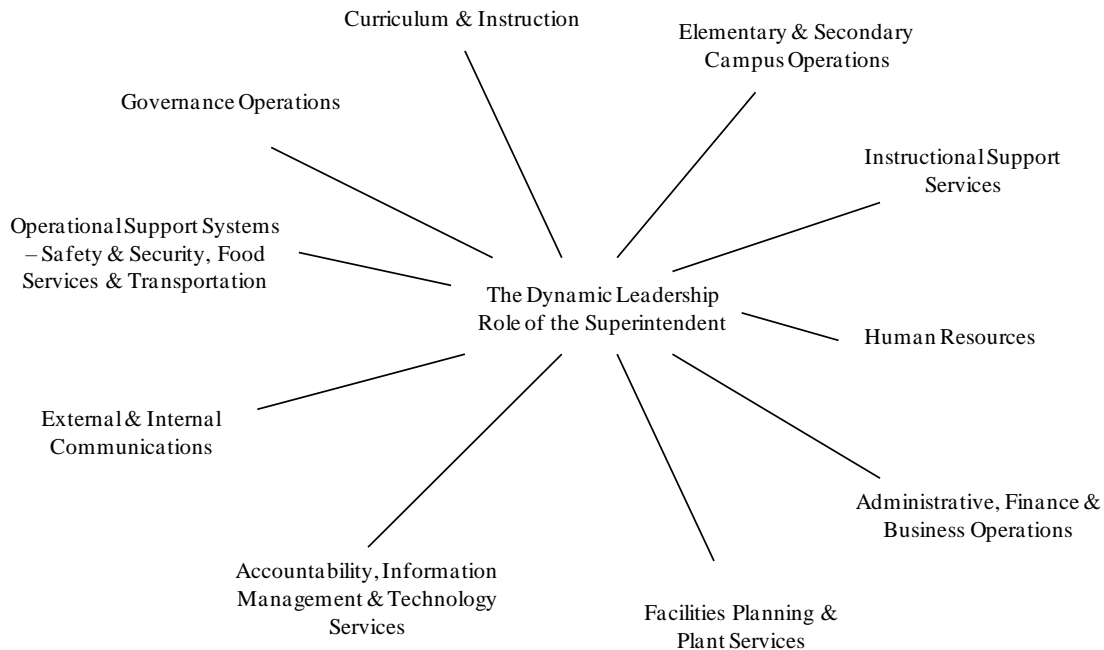 Curriculum & Instruction
Elementary & Secondary
Campus Operations
Governance Operations
Instructional Support
Services
Operational Support Systems
– Safety & Security, Food
Services & Transportation
The Dynamic Leadership
Role of the Superintendent
Human Resources
External & Internal
Communications
Administrative, Finance &
Business Operations
Accountability, Information
Management & Technology
Services
Facilities Planning &
Plant Services